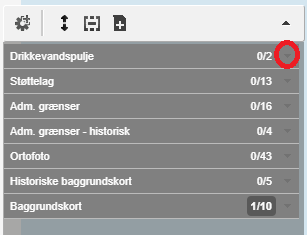 Drikkevandspulje 0/2
Støttelag 0/13
Adm. grænser 0/16
Adm. grænser - historisk 0/4
Ortofoto 0/43
Historiske baggrundskort 0/5
Baggrundskort 1/10